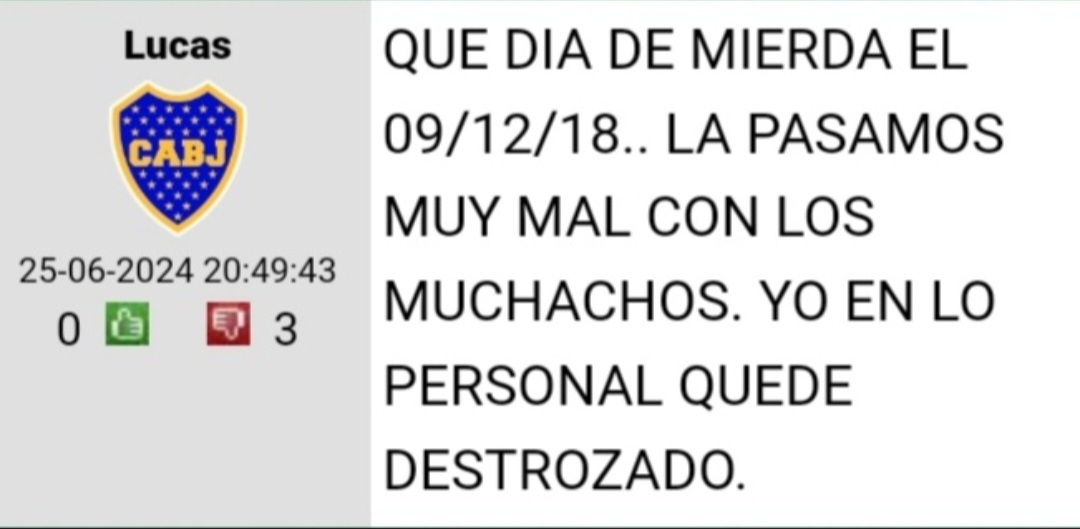 Lucas
CABJ
25-06-2024 20:49:43
0 3
QUE DIA DE MIERDA EL
09/12/18.. LA PASAMOS
MUY MAL CON LOS
MUCHACHOS. YO EN LO
PERSONAL QUEDE
DESTROZADO.